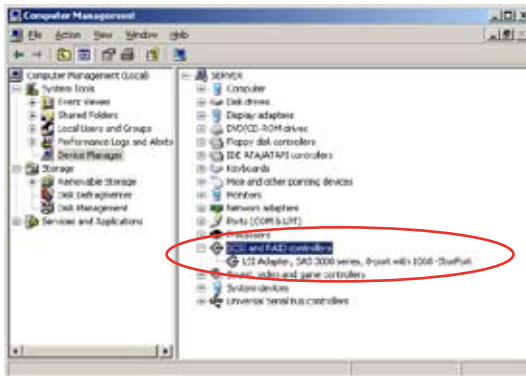 Computer Management
File Action View Window Help
Computer Management (Local)
System Tools
Event Viewer
Shared Folders
Local Users and Groups
Performance Logs and Alerts
Device Manager
Storage
Removable Storage
Disk Defragmenter
Disk Management
Services and Applications
SERVER
Computer
Disk drives
Display adapters
DVD/CD-ROM drives
Floppy disk controllers
IDE ATA/ATAPI controllers
Keyboards
Mice and other pointing devices
Monitors
Network adapters
Ports (COM & LPT)
Processors
SCSI and RAID controllers
LSI Adapter, SAS 3000 series, 8-port with 1068 -StorPort
Sound, video and game controllers
System devices
Universal Serial Bus controllers